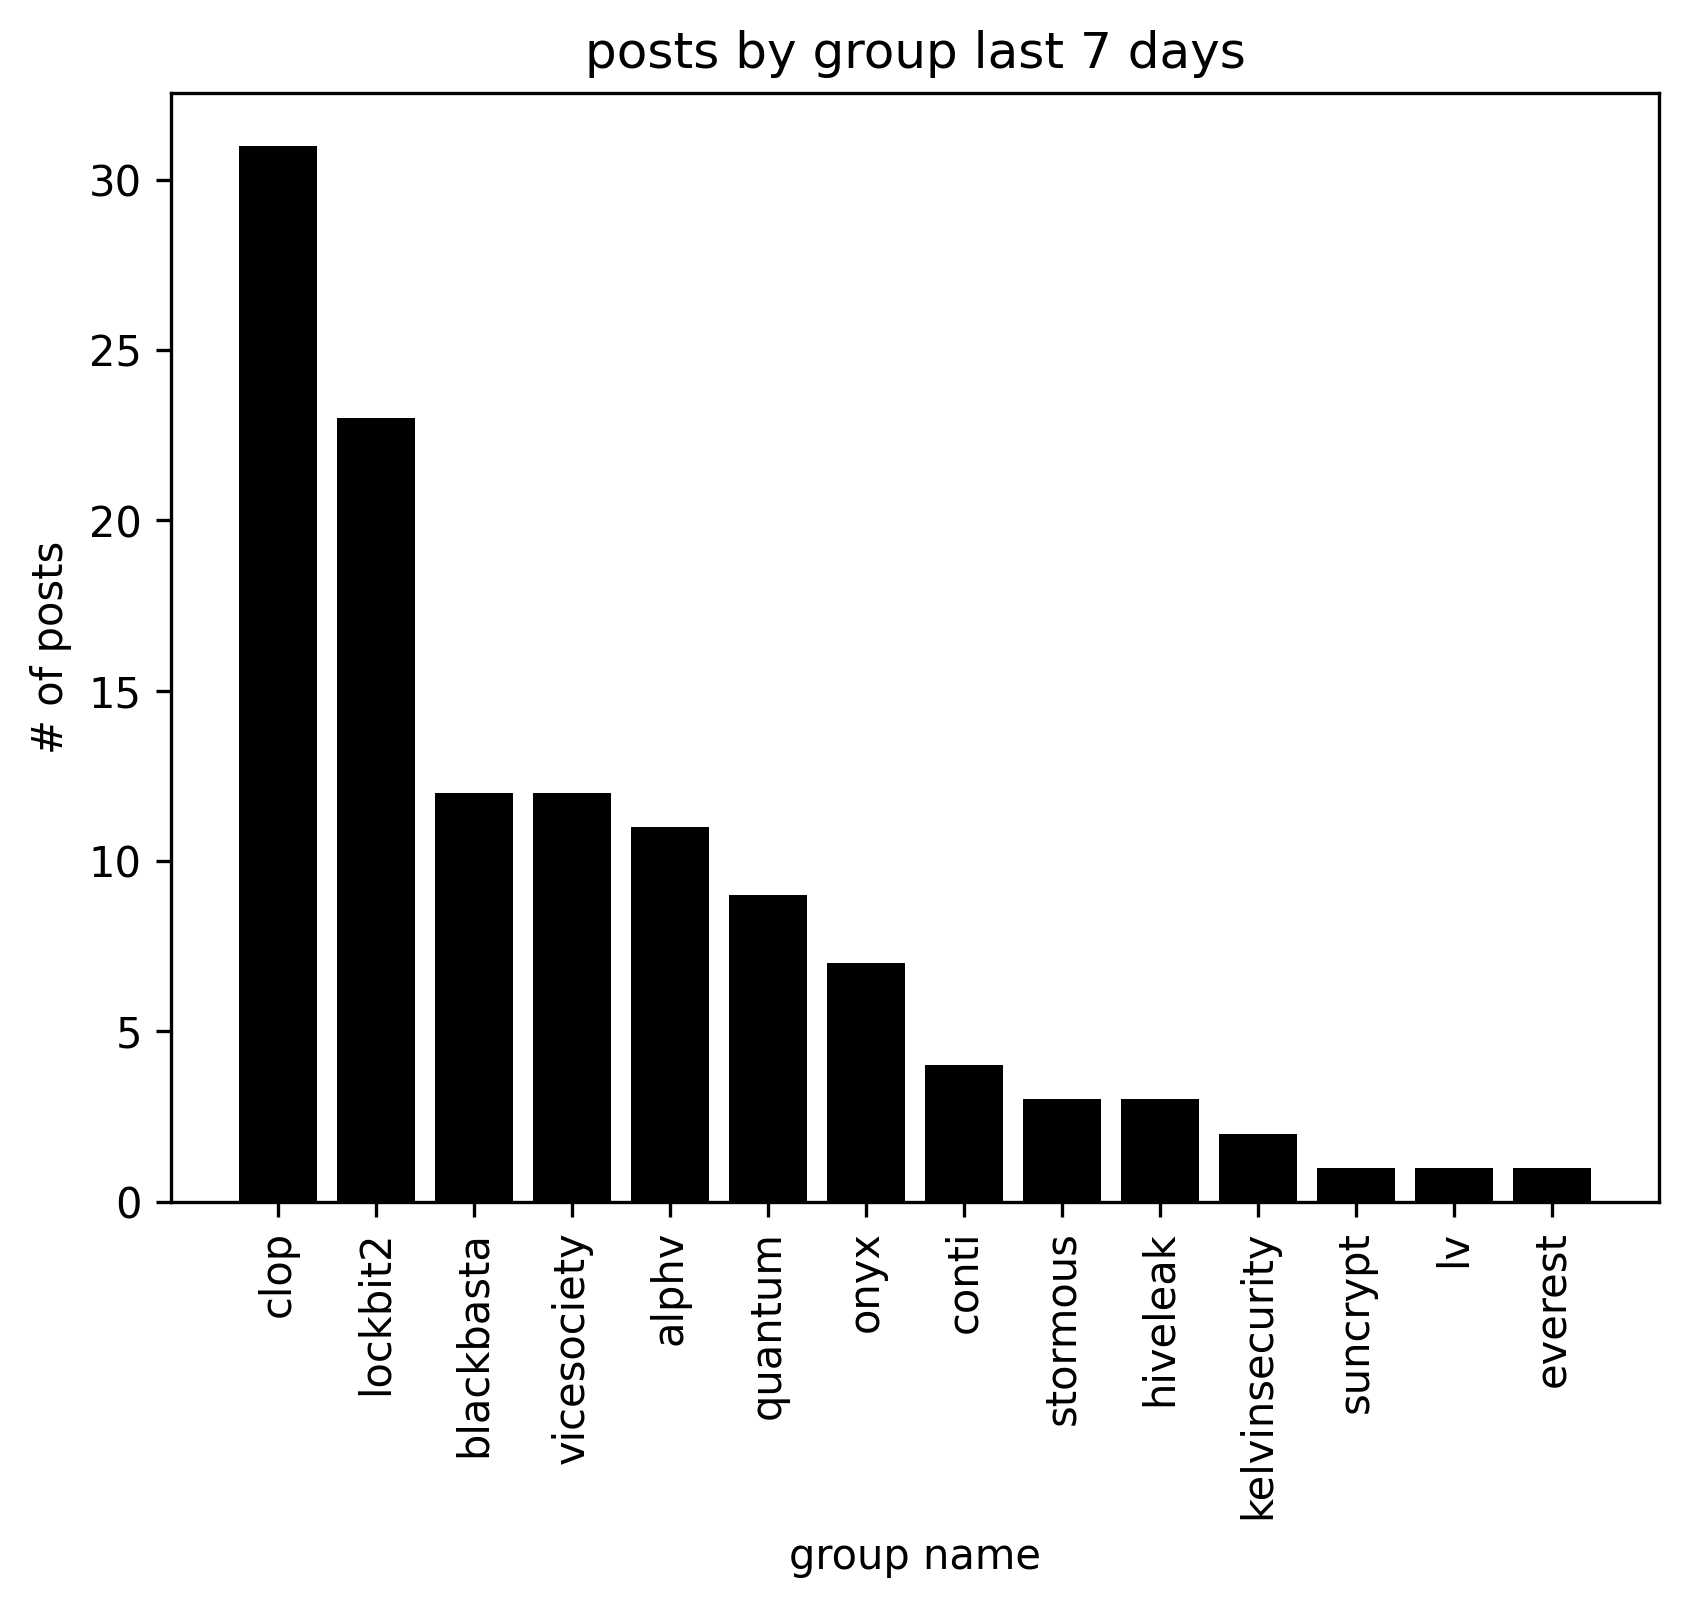 posts by group last 7 days
# of posts
30
25
20
15
10
5
0
clop
lockbit2
blackbasta
vicesociety
alphv
quantum
onyx
conti
stormous
hiveleak
kelvinsecurity
suncrypt
lv
everest
group name